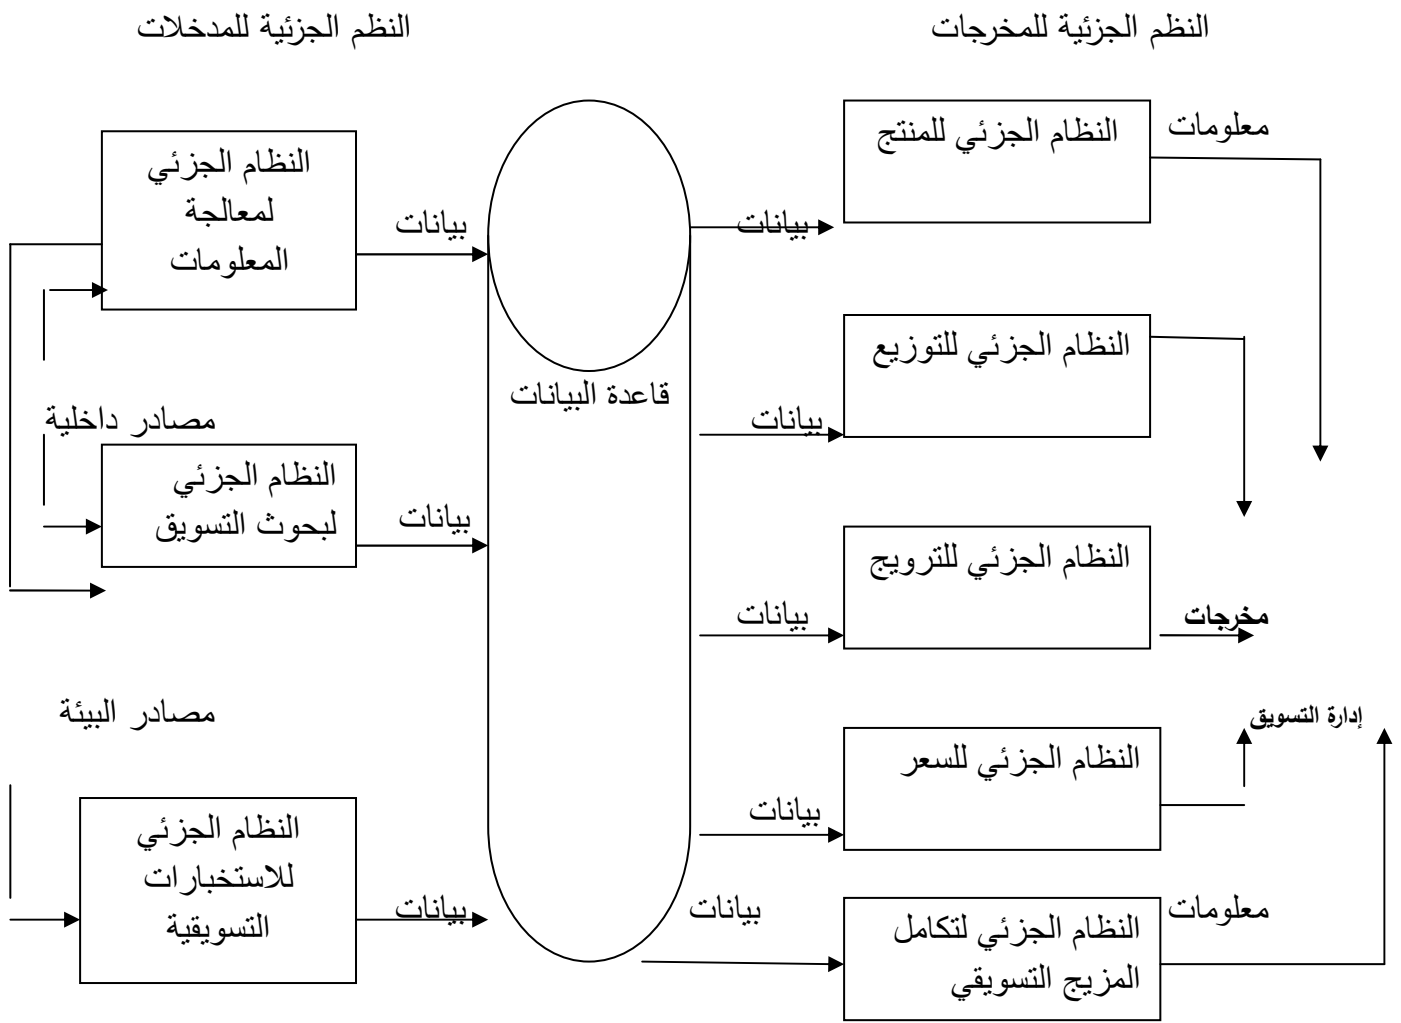 النظم الجزئية للمخرجات
النظم الجزئية للمدخلات
النظام الجزئي للمنتج
معلومات
النظام الجزئي
لمعالجة
المعلومات
بيانات
بيانات
النظام الجزئي للتوزيع
قاعدة البيانات
بيانات
مصادر داخلية
النظام الجزئي
لبحوث التسويق
بيانات
النظام الجزئي للترويج
بيانات
مخرجات
مصادر البيئة
إدارة التسويق
النظام الجزئي للسعر
بيانات
النظام الجزئي
للاستخبارات
التسويقية
بيانات
بيانات
النظام الجزئي لتكامل
المزيج التسويقي
معلومات